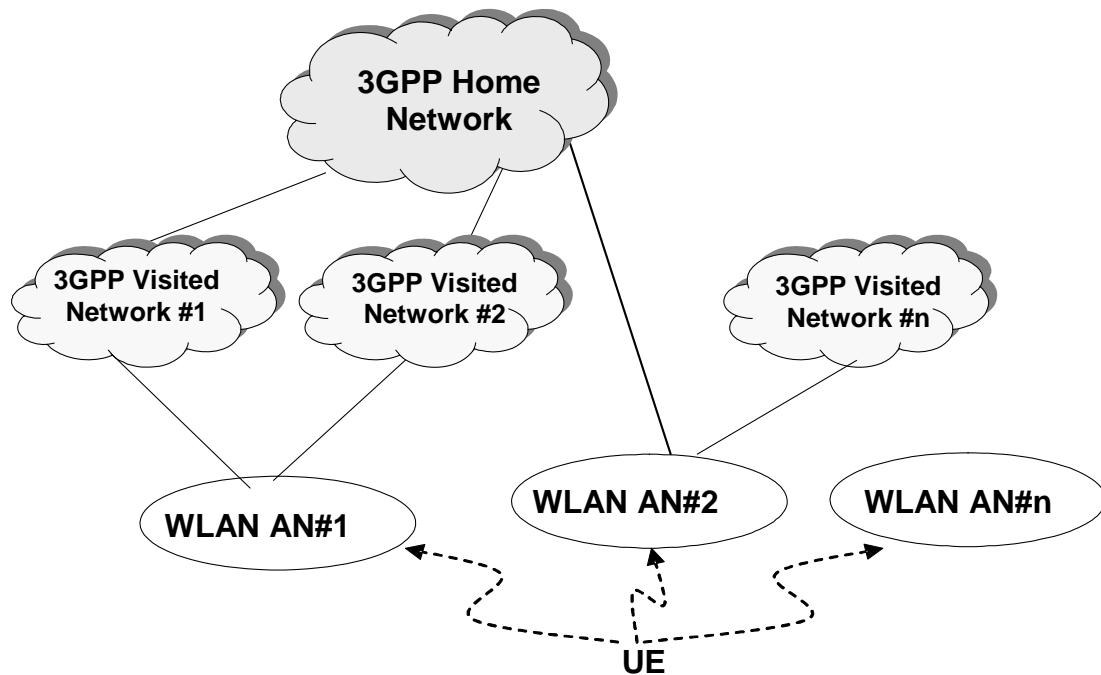 3GPP Home
Network
3GPP Visited
Network #1
3GPP Visited
Network #2
3GPP Visited
Network #n
WLAN AN#1
WLAN AN#2
WLAN AN#n
UE